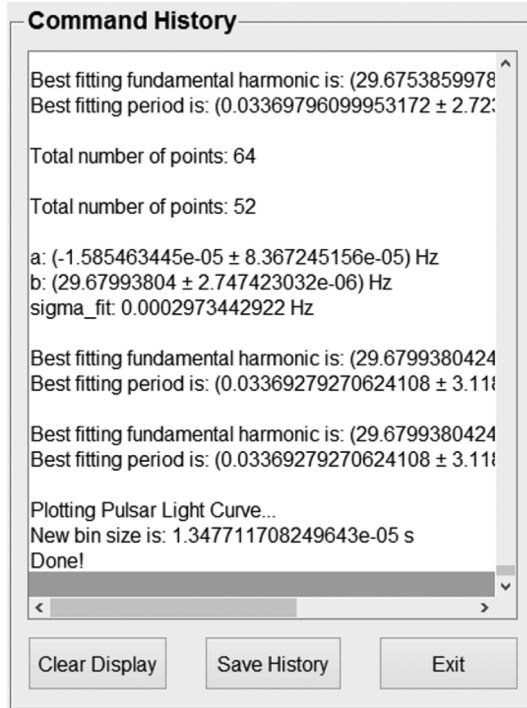 Command History
Best fitting fundamental harmonic is: (29.6753859978
Best fitting period is: (0.03369796099953172 ± 2.723
Total number of points: 64
Total number of points: 52
a: (-1.585463445e-05 ± 8.367245156e-05) Hz
b: (29.67993804 ± 2.747423032e-06) Hz
sigma_fit: 0.0002973442922 Hz
Best fitting fundamental harmonic is: (29.6799380424
Best fitting period is: (0.03369279270624108 ± 3.118
Best fitting fundamental harmonic is: (29.6799380424
Best fitting period is: (0.03369279270624108 ± 3.118
Plotting Pulsar Light Curve...
New bin size is: 1.347711708249643e-05 s
Done!
Clear Display Save History Exit